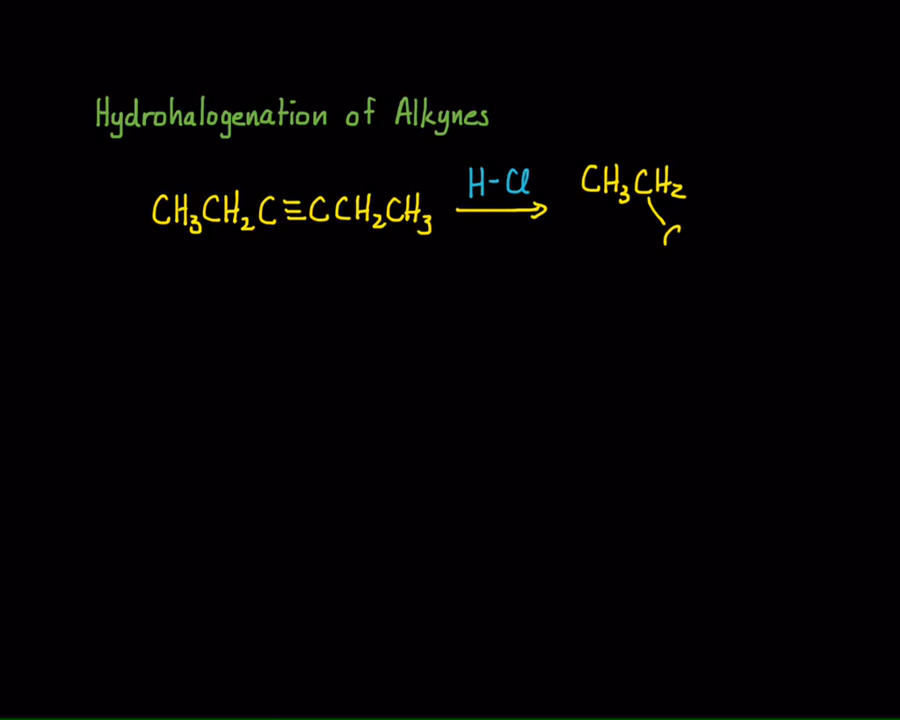 Hydrohalogenation of Alkynes
CH₃CH₂C≡CCH₂CH₃ H-Cl → CH₃CH₂